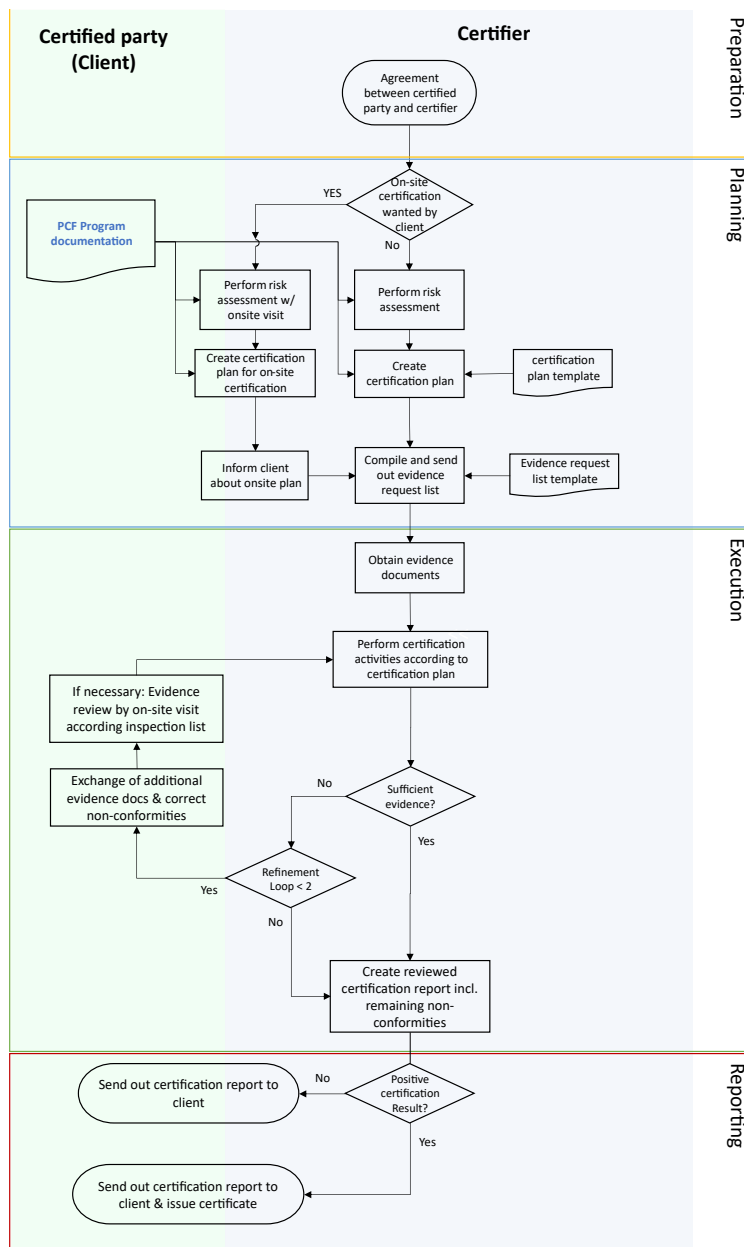 Certified party
(Client)
Certifier
Preparation
Agreement
between certified
party and certifier
Planning
YES
On-site
certification
wanted by
client
No
PCF Program
documentation
Perform risk
assessment w/
onsite visit
Perform risk
assessment
Create certification
plan for on-site
certification
Create
certification plan
certification
plan template
Inform client
about onsite plan
Compile and send
out evidence
request list
Evidence request
list template
Execution
Obtain evidence
documents
Perform certification
activities according to
certification plan
If necessary: Evidence
review by on-site visit
according inspection list
Exchange of additional
evidence docs & correct
non-conformities
No
Sufficient
evidence?
Yes
Refinement
Loop < 2
Yes
No
Create reviewed
certification report incl.
remaining non-
conformities
Reporting
Send out certification report to
client
No
Positive
certification
Result?
Yes
Send out certification report to
client & issue certificate